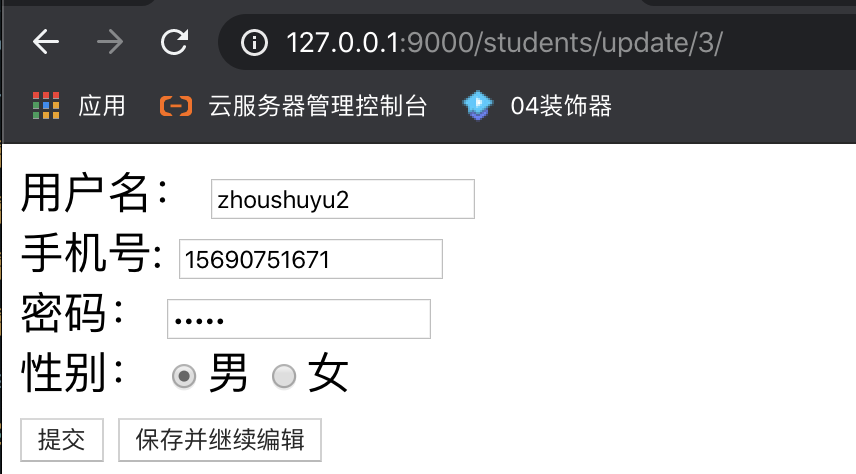 127.0.0.1:9000/students/update/3/
应用 云服务器管理控制台 04装饰器
用户名： zhoushuyu2
手机号: 15690751671
密码： •••••
性别： 男 女
提交 保存并继续编辑